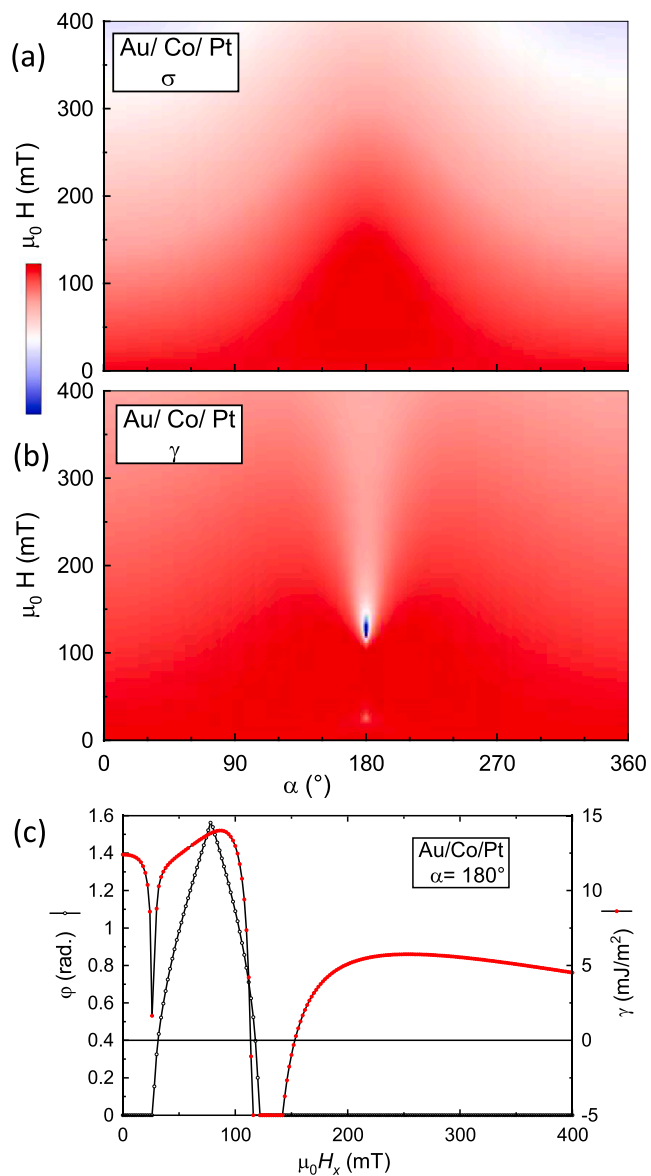 (a)
Au/ Co/ Pt
σ
μ0 H (mT)
400
300
200
100
0
(b)
Au/ Co/ Pt
γ
μ0 H (mT)
400
300
200
100
0
0 90 180 270 360
α (°)
(c)
Au/Co/Pt
α= 180°
φ (rad.)
1.6
1.4
1.2
1
0.8
0.6
0.4
0.2
0
15
10
5
0
-5
γ (mJ/m²)
0 100 200 300 400
μ0Hx (mT)